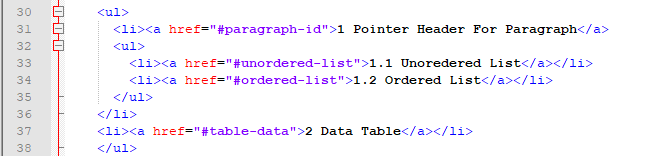 30 <ul>
31 <li><a href="#paragraph-id">1 Pointer Header For Paragraph</a>
32 <ul>
33 <li><a href="#unordered-list">1.1 Unoredered List</a></li>
34 <li><a href="#ordered-list">1.2 Ordered List</a></li>
35 </ul>
36 </li>
37 <li><a href="#table-data">2 Data Table</a></li>
38 </ul>